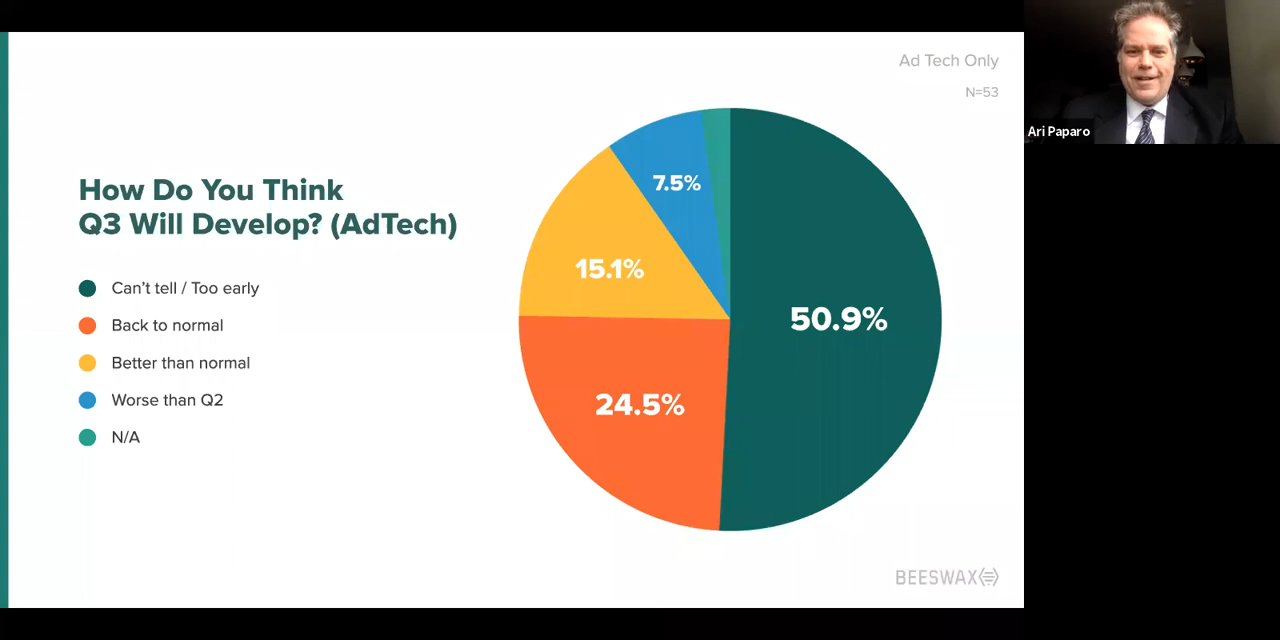 Ad Tech Only
N=53
How Do You Think
Q3 Will Develop? (AdTech)
Can't tell / Too early
Back to normal
Better than normal
Worse than Q2
N/A
7.5%
15.1%
50.9%
24.5%
BEESWAX
Ari Paparo